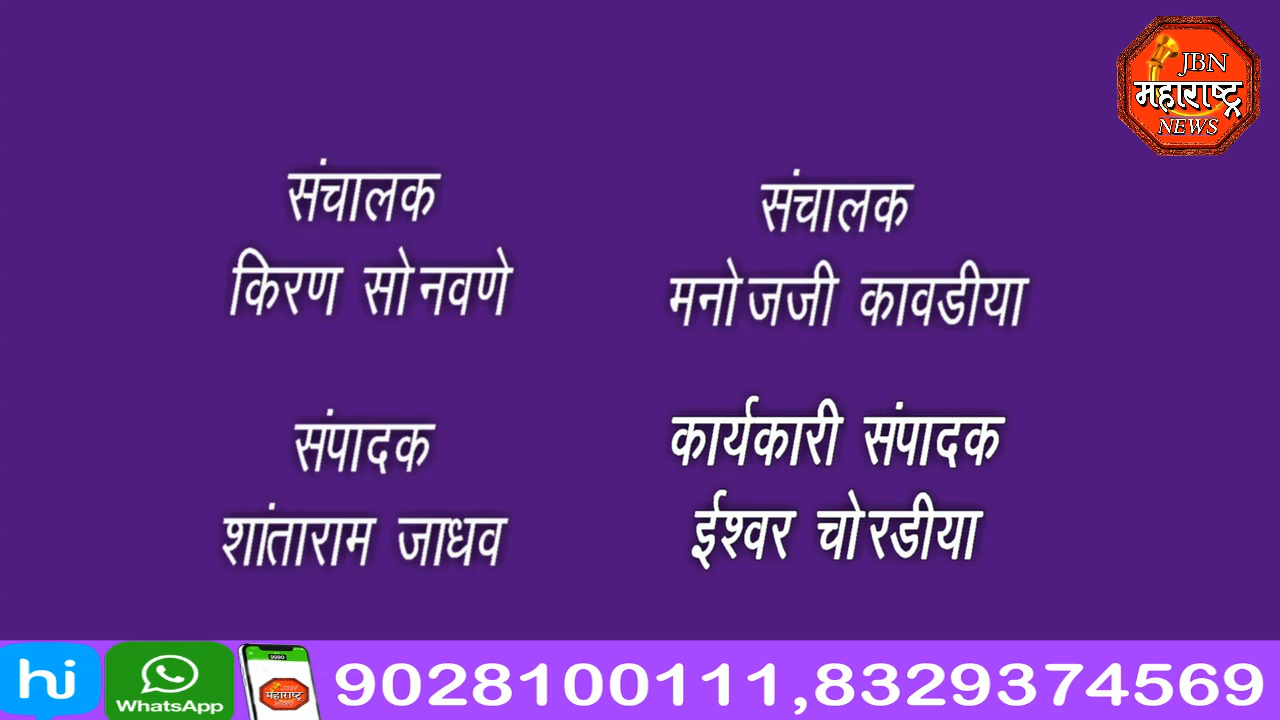 JBN
महाराष्ट्र
NEWS
संचालक
किरण सोनवणे
संचालक
मनोजजी कावडीया
संपादक
शांताराम जाधव
कार्यकारी संपादक
ईश्वर चोरडीया
hi
WhatsApp
महाराष्ट्र
9028100111,8329374569